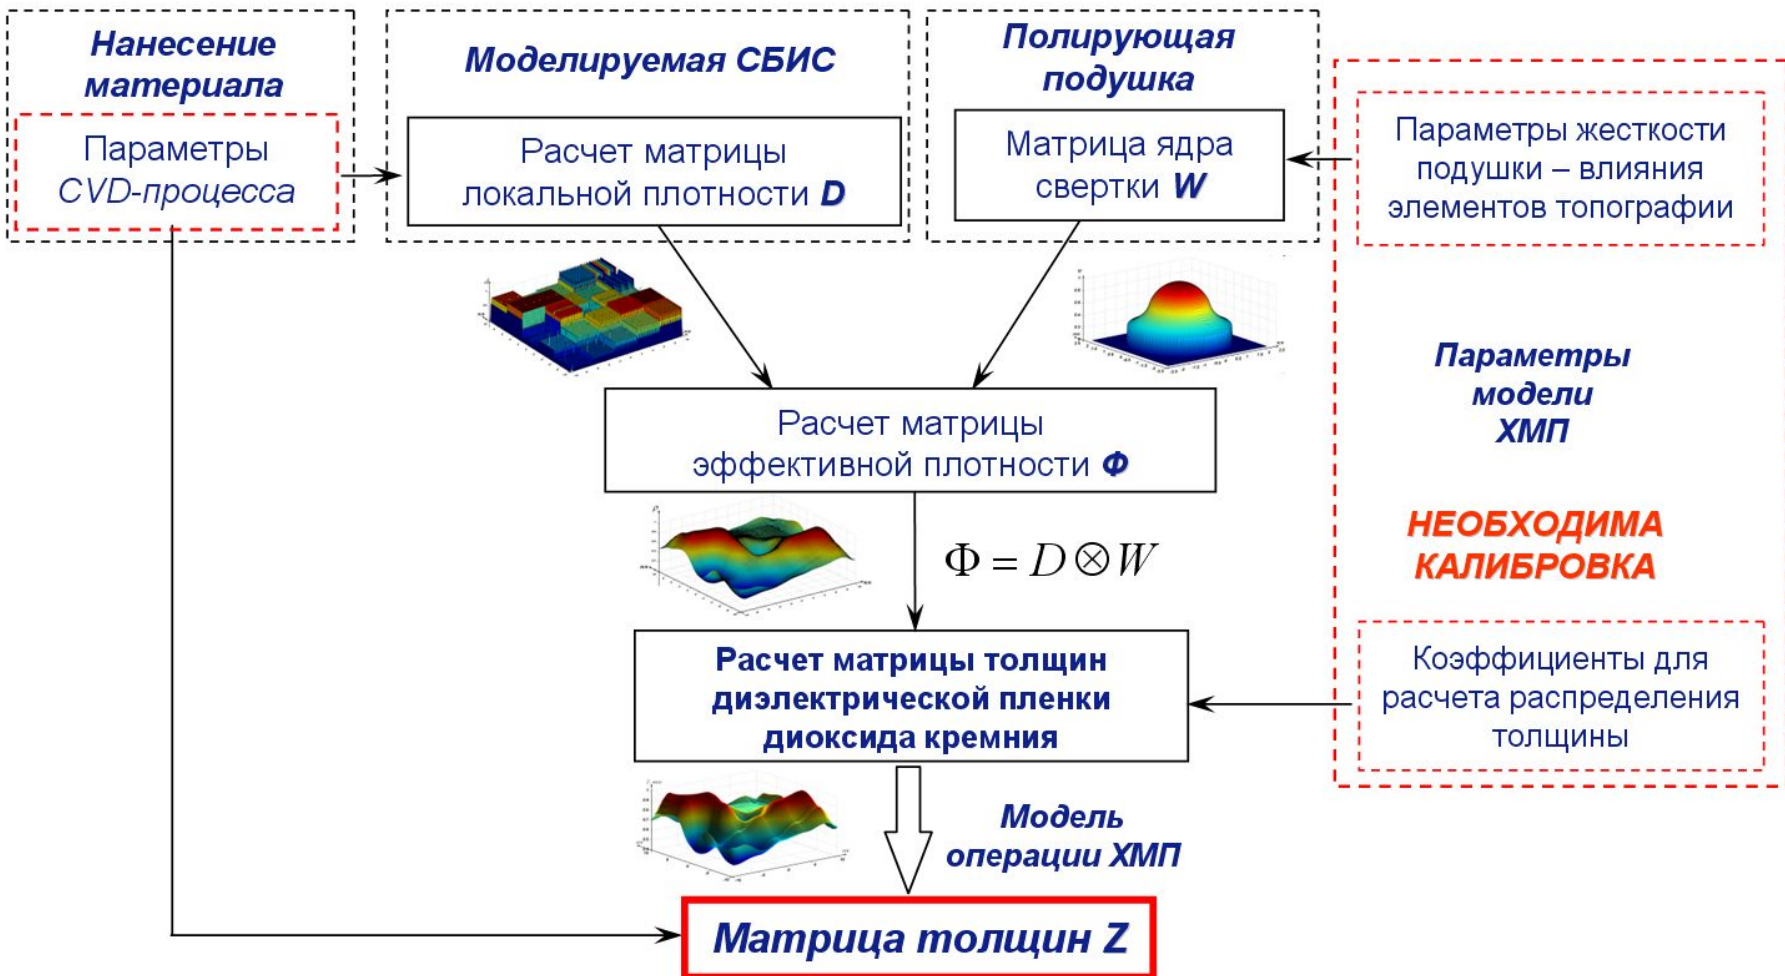 Нанесение
материала
Параметры
CVD-процесса
Моделируемая СБИС
Расчет матрицы
локальной плотности D
Полирующая
подушка
Матрица ядра
свертки W
Параметры жесткости
подушки – влияния
элементов топографии
Расчет матрицы
эффективной плотности Ф
Параметры
модели
ХМП
НЕОБХОДИМА
КАЛИБРОВКА
Φ = D ⊗ W
Расчет матрицы толщин
диэлектрической пленки
диоксида кремния
Коэффициенты для
расчета распределения
толщины
Модель
операции ХМП
Матрица толщин Z